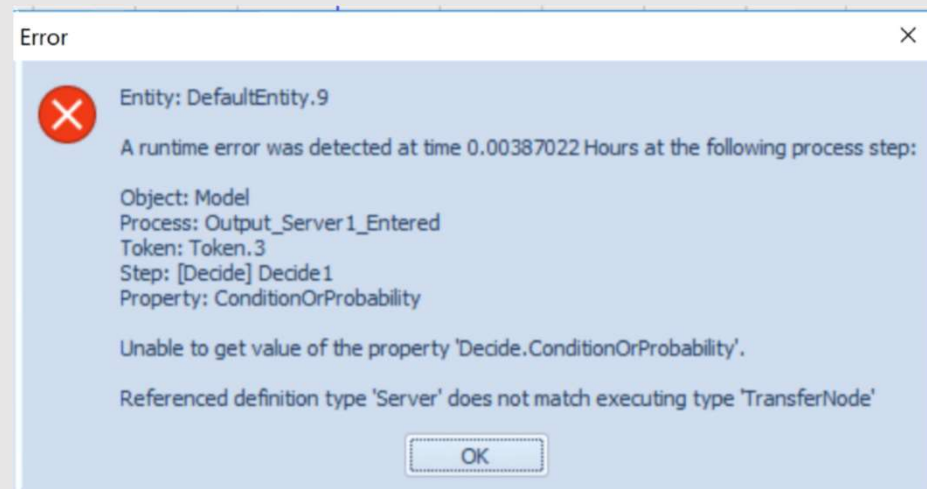 Error
Entity: DefaultEntity.9
A runtime error was detected at time 0.00387022 Hours at the following process step:
Object: Model
Process: Output_Server1_Entered
Token: Token.3
Step: [Decide] Decide1
Property: ConditionOrProbability
Unable to get value of the property 'Decide.ConditionOrProbability'.
Referenced definition type 'Server' does not match executing type 'TransferNode'
OK